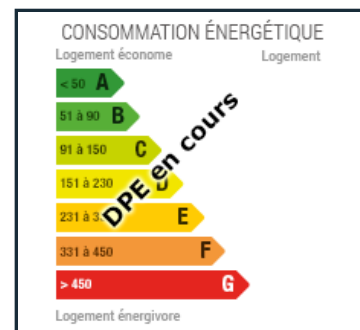 CONSOMMATION ÉNERGÉTIQUE
Logement économe
Logement
< 50 A
51 à 90 B
91 à 150 C
151 à 230 D
231 à 3 E
331 à 450 F
> 450 G
DPE en cours
Logement énergivore